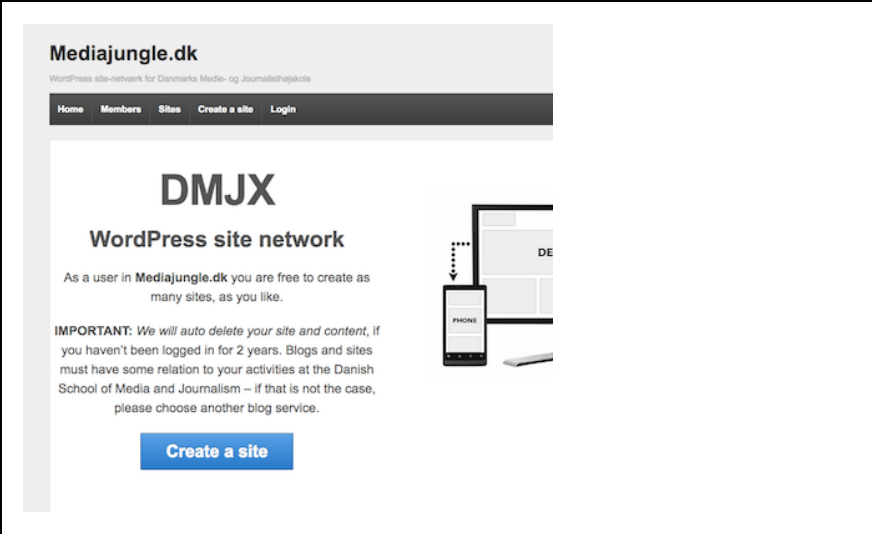 Mediajungle.dk
WordPress site-netværk for Danmarks Medie- og Journalisthøjskole
Home Members Sites Create a site Login
DMJX
WordPress site network
As a user in Mediajungle.dk you are free to create as
many sites, as you like.
IMPORTANT: We will auto delete your site and content, if
you haven't been logged in for 2 years. Blogs and sites
must have some relation to your activities at the Danish
School of Media and Journalism – if that is not the case,
please choose another blog service.
Create a site
DE
PHONE